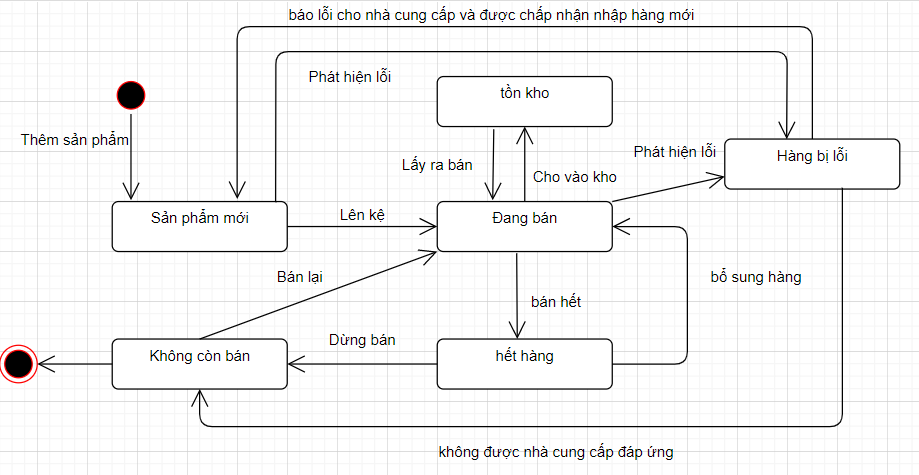 báo lỗi cho nhà cung cấp và được chấp nhận nhập hàng mới
Phát hiện lỗi
tồn kho
Thêm sản phẩm
Lấy ra bán
Cho vào kho
Phát hiện lỗi
Hàng bị lỗi
Sản phẩm mới
Lên kệ
Đang bán
Bán lại
bán hết
bổ sung hàng
Không còn bán
Dừng bán
hết hàng
không được nhà cung cấp đáp ứng